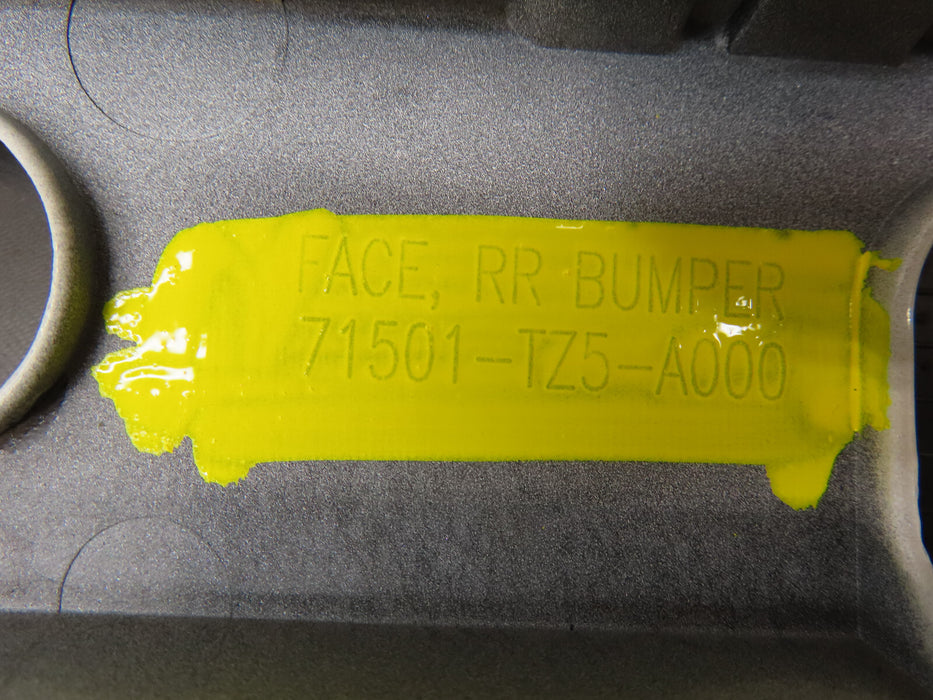 FACE, RR BUMPER
71501-TZ5-A000